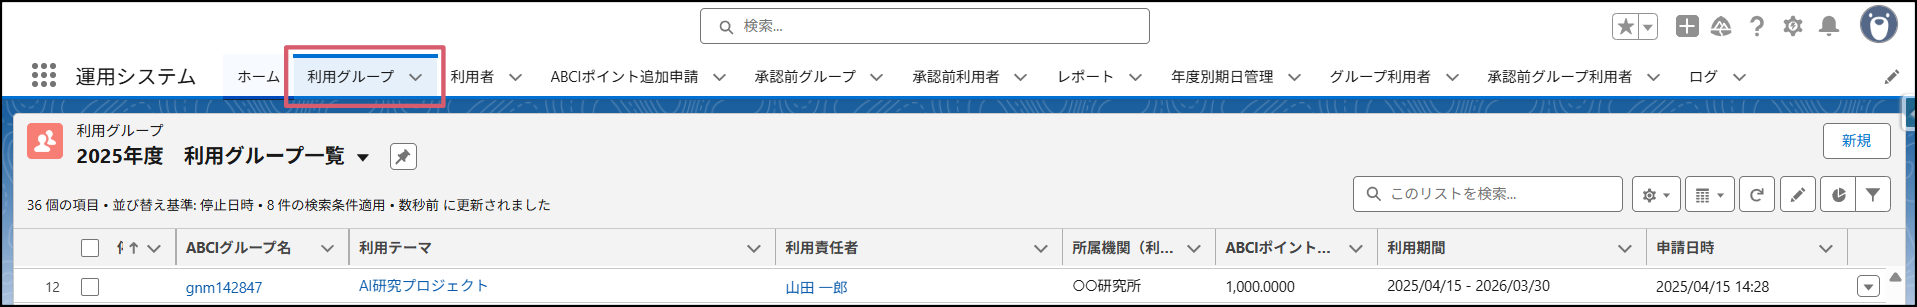 検索...
運用システム ホーム 利用グループ 利用者 ABCIポイント追加申請 承認前グループ 承認前利用者 レポート 年度別期日管理 グループ利用者 承認前グループ利用者 ログ
利用グループ
2025年度　利用グループ一覧
新規
36 個の項目 • 並び替え基準: 停止日時 • 8 件の検索条件適用 • 数秒前 に更新されました
このリストを検索...
ABCIグループ名 利用テーマ 利用責任者 所属機関（利... ABCIポイント... 利用期間 申請日時
12 gnm142847 AI研究プロジェクト 山田 一郎 〇〇研究所 1,000.0000 2025/04/15 - 2026/03/30 2025/04/15 14:28